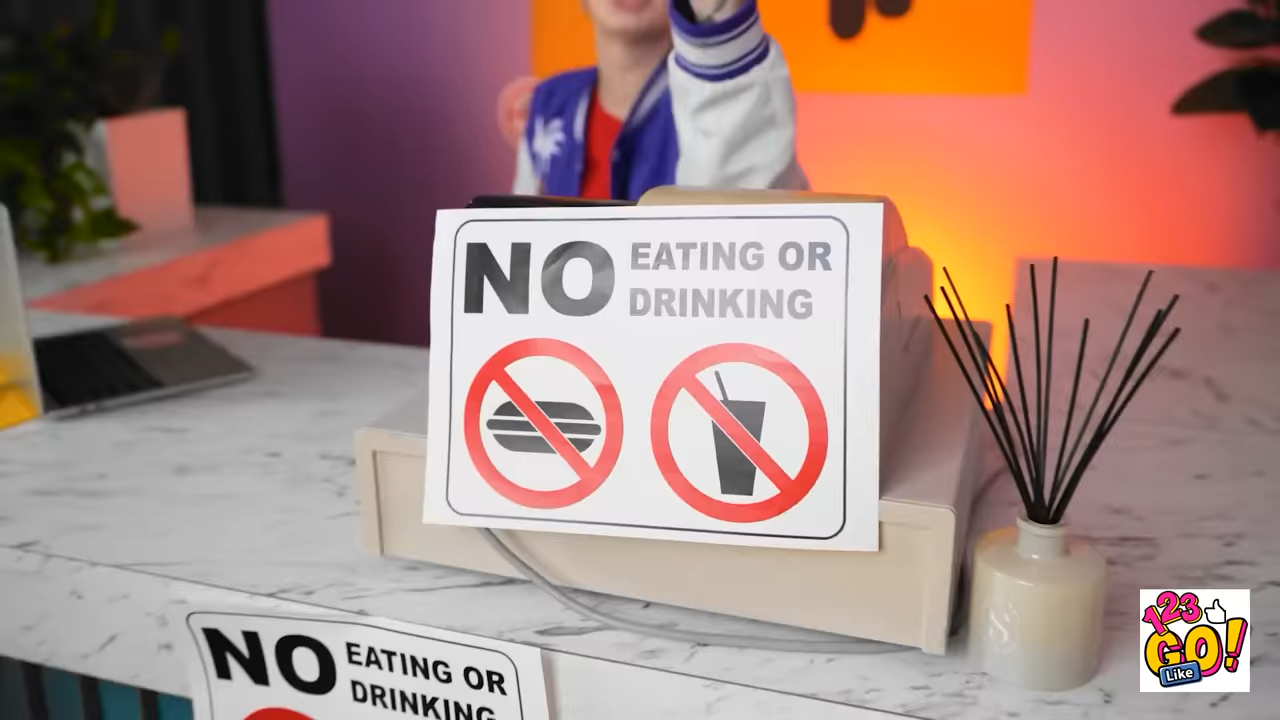 NO EATING OR
DRINKING
NO EATING OR
DRINKING
123
GO!
Like